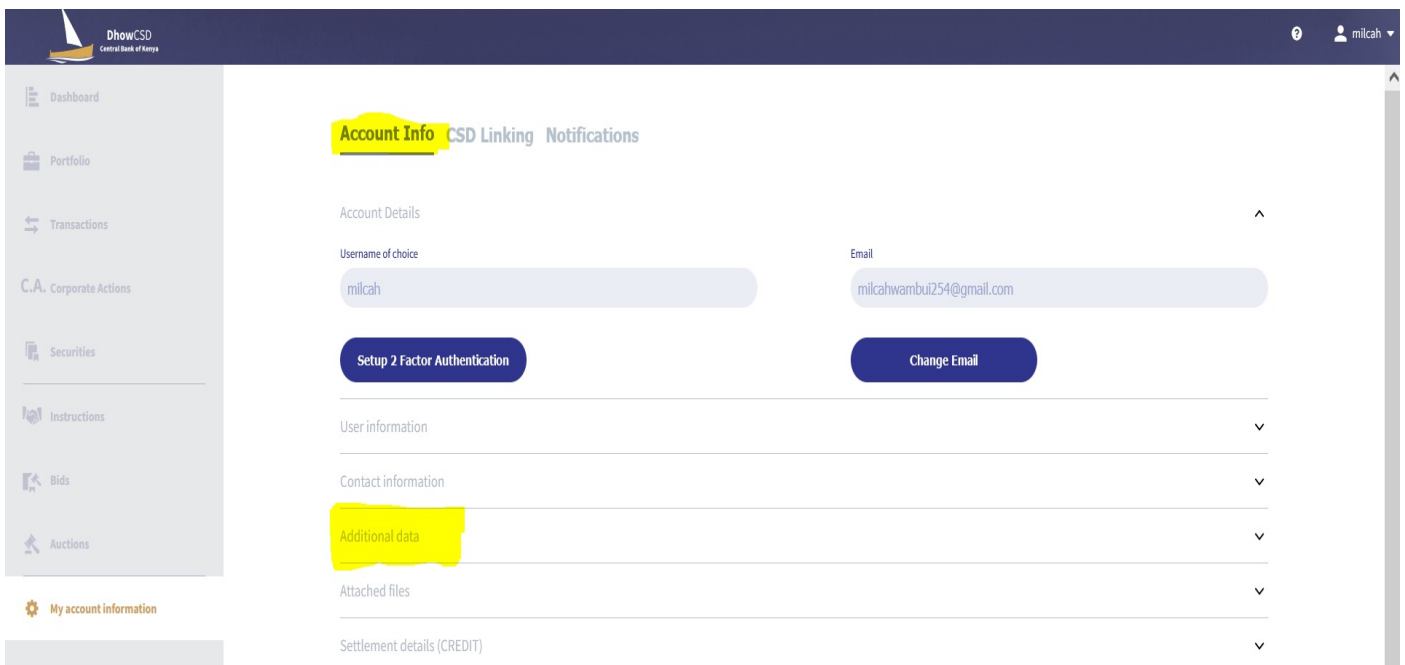 DhowCSD
Central Bank of Kenya
?
milcah
Dashboard
Portfolio
Transactions
C.A. Corporate Actions
Securities
Instructions
Bids
Auctions
My account information
Account Info CSD Linking Notifications
Account Details
Username of choice Email
milcah milcahwambui254@gmail.com
Setup 2 Factor Authentication Change Email
User information
Contact information
Additional data
Attached files
Settlement details (CREDIT)